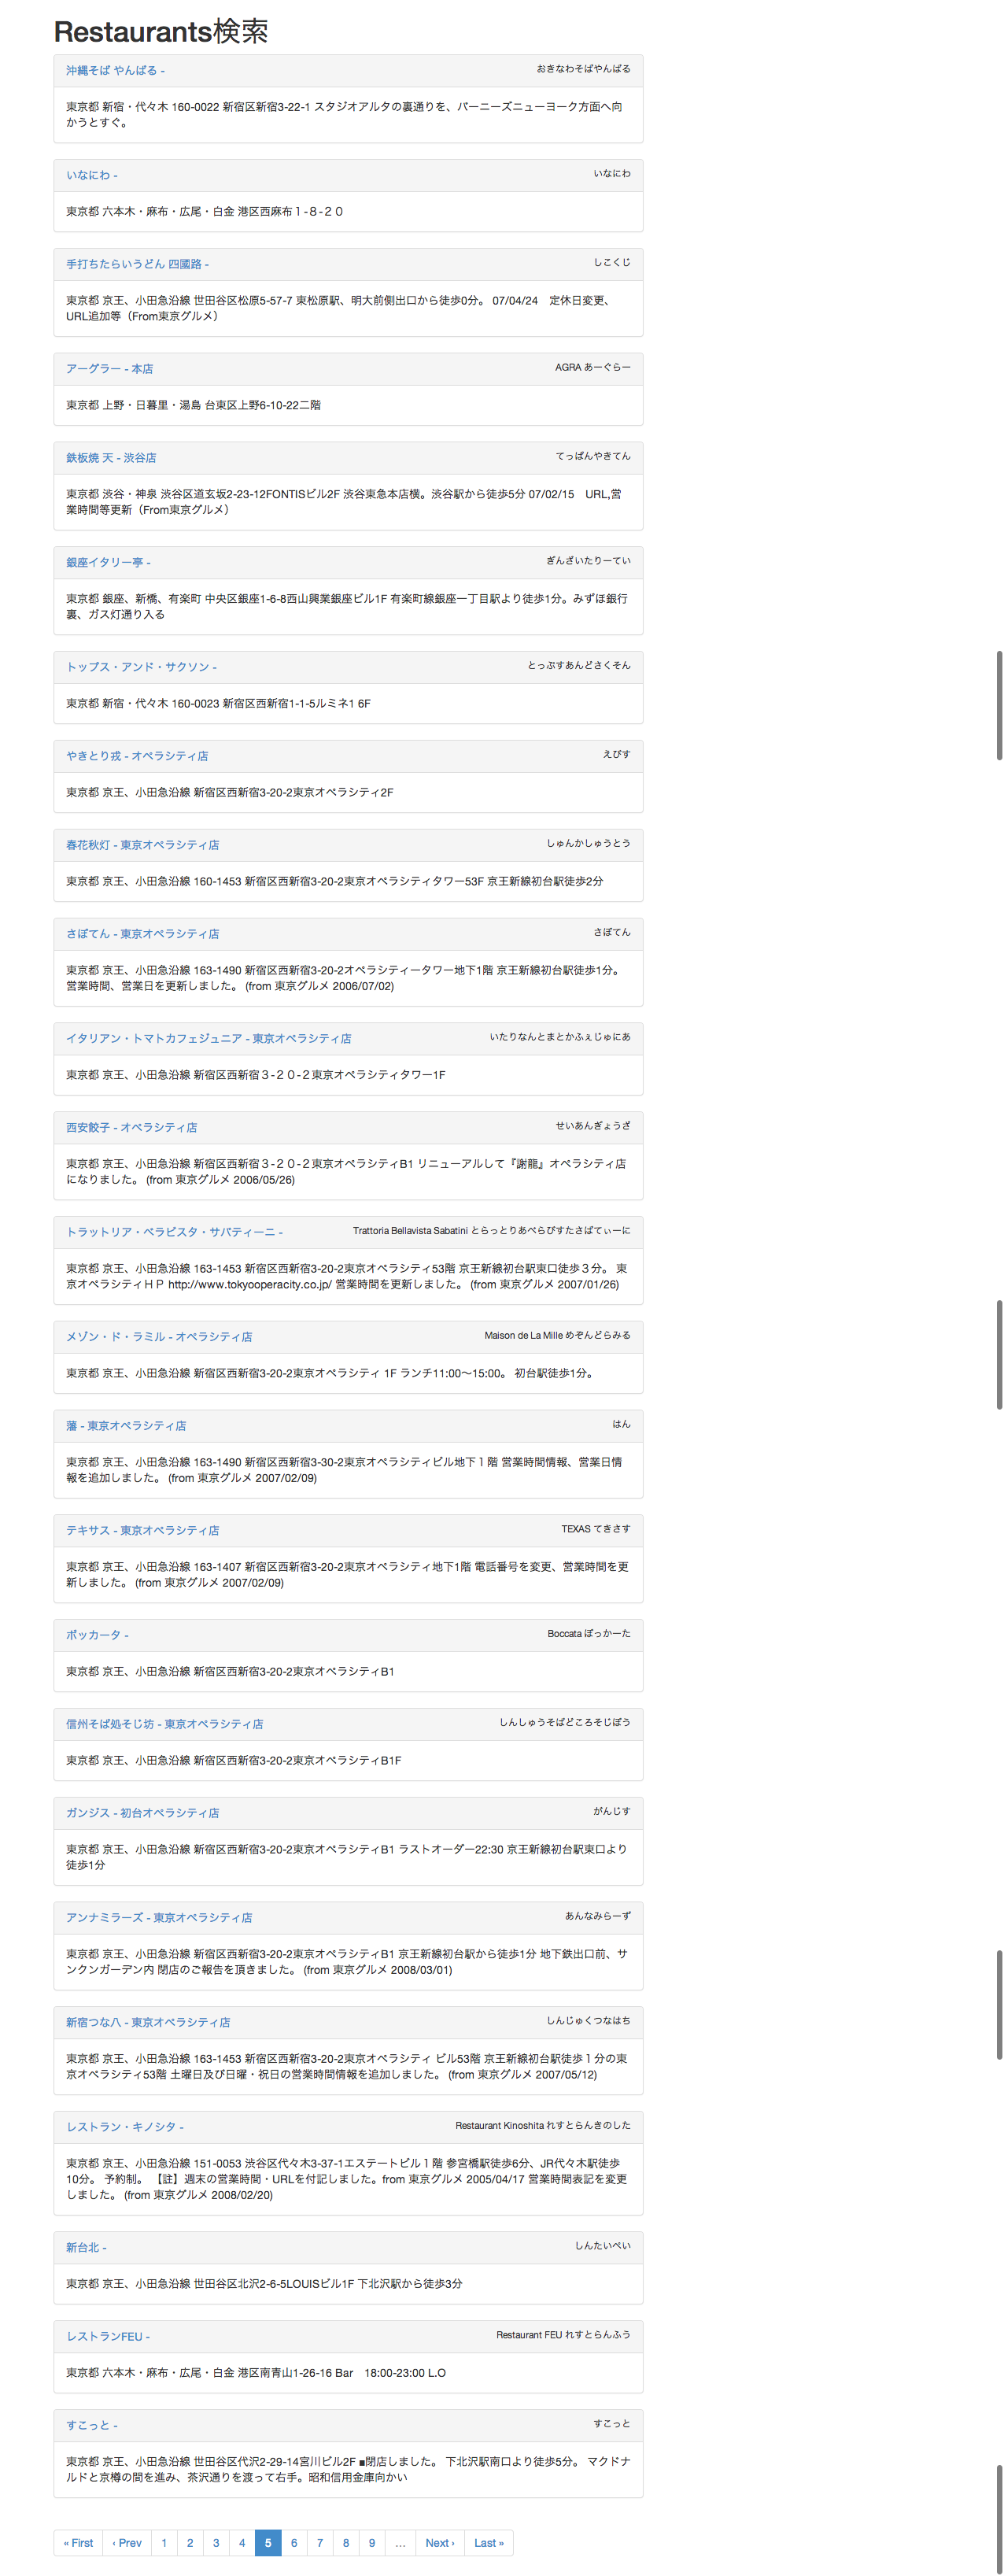 Restaurants検索
沖縄そば やんばる - おきなわそばやんばる
東京都 新宿・代々木 160-0022 新宿区新宿3-22-1 スタジオアルタの裏通りを、バーニーズニューヨーク方面へ向
かうとすぐ。
いなにわ - いなにわ
東京都 六本木・麻布・広尾・白金 港区西麻布１-８-２０
手打ちたらいうどん 四國路 - しこくじ
東京都 京王、小田急沿線 世田谷区松原5-57-7 東松原駅、明大前側出口から徒歩0分。 07/04/24　定休日変更、
URL追加等（From東京グルメ）
アーグラー - 本店 AGRA あーぐらー
東京都 上野・日暮里・湯島 台東区上野6-10-22二階
鉄板焼 天 - 渋谷店 てっぱんやきてん
東京都 渋谷・神泉 渋谷区道玄坂2-23-12FONTISビル2F 渋谷東急本店横。渋谷駅から徒歩5分 07/02/15　URL,営
業時間等更新（From東京グルメ）
銀座イタリー亭 - ぎんざいたりーてい
東京都 銀座、新橋、有楽町 中央区銀座1-6-8西山興業銀座ビル1F 有楽町線銀座一丁目駅より徒歩1分。みずほ銀行
裏、ガス灯通り入る
トップス・アンド・サクソン - とっぷすあんどさくそん
東京都 新宿・代々木 160-0023 新宿区西新宿1-1-5ルミネ1 6F
やきとり戎 - オペラシティ店 えびす
東京都 京王、小田急沿線 新宿区西新宿3-20-2東京オペラシティ2F
春花秋灯 - 東京オペラシティ店 しゅんかしゅうとう
東京都 京王、小田急沿線 160-1453 新宿区西新宿3-20-2東京オペラシティタワー53F 京王新線初台駅徒歩2分
さぼてん - 東京オペラシティ店 さぼてん
東京都 京王、小田急沿線 163-1490 新宿区西新宿3-20-2オペラシティータワー地下1階 京王新線初台駅徒歩1分。
営業時間、営業日を更新しました。 (from 東京グルメ 2006/07/02)
イタリアン・トマトカフェジュニア - 東京オペラシティ店 いたりなんとまとかふぇじゅにあ
東京都 京王、小田急沿線 新宿区西新宿３-２０-２東京オペラシティタワー1F
西安餃子 - オペラシティ店 せいあんぎょうざ
東京都 京王、小田急沿線 新宿区西新宿３-２０-２東京オペラシティB1 リニューアルして『謝龍』オペラシティ店
になりました。 (from 東京グルメ 2006/05/26)
トラットリア・ベラビスタ・サバティーニ - Trattoria Bellavista Sabatini とらっとりあべらびすたさばてぃーに
東京都 京王、小田急沿線 163-1453 新宿区西新宿3-20-2東京オペラシティ53階 京王新線初台駅東口徒歩３分。 東
京オペラシティＨＰ http://www.tokyooperacity.co.jp/ 営業時間を更新しました。 (from 東京グルメ 2007/01/26)
メゾン・ド・ラミル - オペラシティ店 Maison de La Mille めぞんどらみる
東京都 京王、小田急沿線 新宿区西新宿3-20-2東京オペラシティ 1F ランチ11:00〜15:00。 初台駅徒歩1分。
藩 - 東京オペラシティ店 はん
東京都 京王、小田急沿線 163-1490 新宿区西新宿3-30-2東京オペラシティビル地下１階 営業時間情報、営業日情
報を追加しました。 (from 東京グルメ 2007/02/09)
テキサス - 東京オペラシティ店 TEXAS てきさす
東京都 京王、小田急沿線 163-1407 新宿区西新宿3-20-2東京オペラシティ地下1階 電話番号を変更、営業時間を更
新しました。 (from 東京グルメ 2007/02/09)
ボッカータ - Boccata ぼっかーた
東京都 京王、小田急沿線 新宿区西新宿3-20-2東京オペラシティB1
信州そば処そじ坊 - 東京オペラシティ店 しんしゅうそばどころそじぼう
東京都 京王、小田急沿線 新宿区西新宿3-20-2東京オペラシティB1F
ガンジス - 初台オペラシティ店 がんじす
東京都 京王、小田急沿線 新宿区西新宿3-20-2東京オペラシティB1 ラストオーダー22:30 京王新線初台駅東口より
徒歩1分
アンナミラーズ - 東京オペラシティ店 あんなみらーず
東京都 京王、小田急沿線 新宿区西新宿3-20-2東京オペラシティB1 京王新線初台駅から徒歩1分 地下鉄出口前、サ
ンクンガーデン内 閉店のご報告を頂きました。 (from 東京グルメ 2008/03/01)
新宿つな八 - 東京オペラシティ店 しんじゅくつなはち
東京都 京王、小田急沿線 163-1453 新宿区西新宿3-20-2東京オペラシティ ビル53階 京王新線初台駅徒歩１分の東
京オペラシティ53階 土曜日及び日曜・祝日の営業時間情報を追加しました。 (from 東京グルメ 2007/05/12)
レストラン・キノシタ - Restaurant Kinoshita れすとらんきのした
東京都 京王、小田急沿線 151-0053 渋谷区代々木3-37-1エステートビル１階 参宮橋駅徒歩6分、JR代々木駅徒歩
10分。 予約制。 【註】週末の営業時間・URLを付記しました。from 東京グルメ 2005/04/17 営業時間表記を変更
しました。 (from 東京グルメ 2008/02/20)
新台北 - しんたいぺい
東京都 京王、小田急沿線 世田谷区北沢2-6-5LOUISビル1F 下北沢駅から徒歩3分
レストランFEU - Restaurant FEU れすとらんふう
東京都 六本木・麻布・広尾・白金 港区南青山1-26-16 Bar　18:00-23:00 L.O
すこっと - すこっと
東京都 京王、小田急沿線 世田谷区代沢2-29-14宮川ビル2F ■閉店しました。 下北沢駅南口より徒歩5分。 マクドナ
ルドと京樽の間を進み、茶沢通りを渡って右手。昭和信用金庫向かい
« First ‹ Prev 1 2 3 4 5 6 7 8 9 … Next › Last »